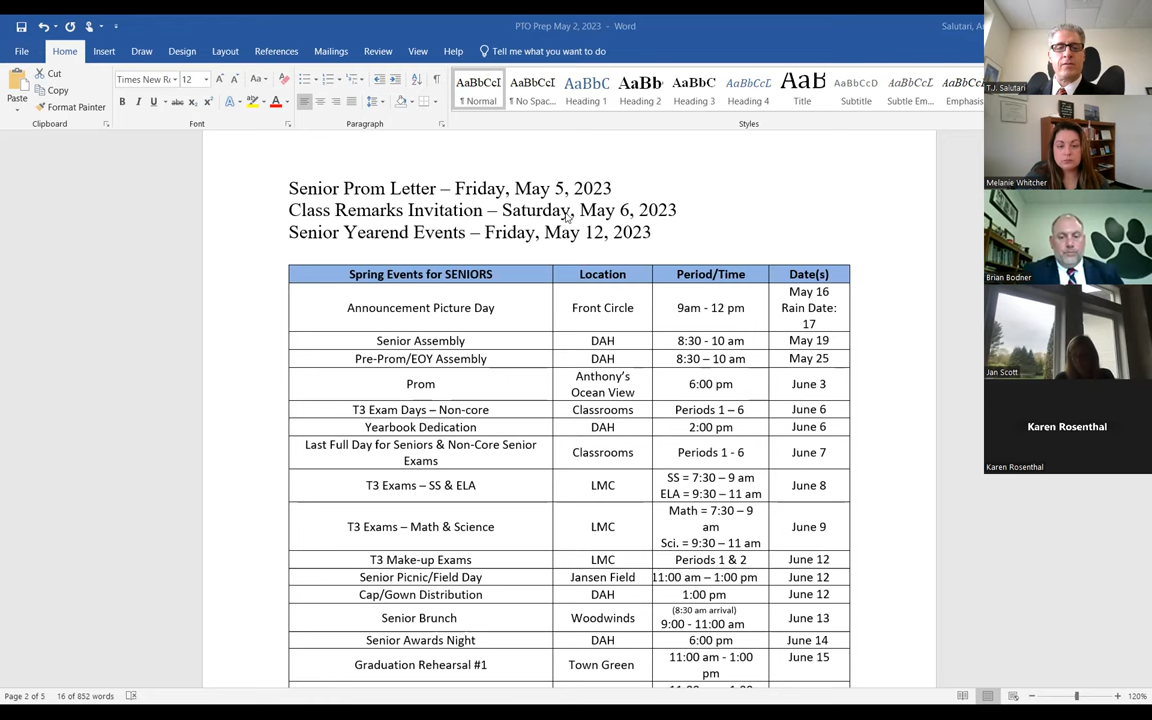 PTO Prep May 2, 2023 - Word
Salutari, A
File Home Insert Draw Design Layout References Mailings Review View Help Tell me what you want to do
Paste
Cut
Copy
Format Painter
Clipboard
Times New Ro 12
Font
Paragraph
AaBbCcI AaBbCcI AaBbC AaBb( AaBbC AaBbCcL AaB AaBbCcD AaBbCcL AaBbCcL
¶ Normal ¶ No Spac... Heading 1 Heading 2 Heading 3 Heading 4 Title Subtitle Subtle Em... Emphasis
Styles
Senior Prom Letter – Friday, May 5, 2023
Class Remarks Invitation – Saturday, May 6, 2023
Senior Yearend Events – Friday, May 12, 2023
Spring Events for SENIORS Location Period/Time Date(s)
Announcement Picture Day Front Circle 9am - 12 pm May 16
Rain Date:
17
Senior Assembly DAH 8:30 - 10 am May 19
Pre-Prom/EOY Assembly DAH 8:30 – 10 am May 25
Prom Anthony's
Ocean View 6:00 pm June 3
T3 Exam Days – Non-core Classrooms Periods 1 – 6 June 6
Yearbook Dedication DAH 2:00 pm June 6
Last Full Day for Seniors & Non-Core Senior
Exams Classrooms Periods 1 - 6 June 7
T3 Exams – SS & ELA LMC SS = 7:30 – 9 am
ELA = 9:30 – 11 am June 8
T3 Exams – Math & Science LMC Math = 7:30 – 9
am
Sci. = 9:30 – 11 am June 9
T3 Make-up Exams LMC Periods 1 & 2 June 12
Senior Picnic/Field Day Jansen Field 11:00 am – 1:00 pm June 12
Cap/Gown Distribution DAH 1:00 pm June 12
Senior Brunch Woodwinds (8:30 am arrival)
9:00 - 11:00 am June 13
Senior Awards Night DAH 6:00 pm June 14
Graduation Rehearsal #1 Town Green 11:00 am - 1:00
pm June 15
Page 2 of 5 16 of 852 words
120%
T.J. Salutari
Melanie Whitcher
Brian Bodner
Jan Scott
Karen Rosenthal
Karen Rosenthal